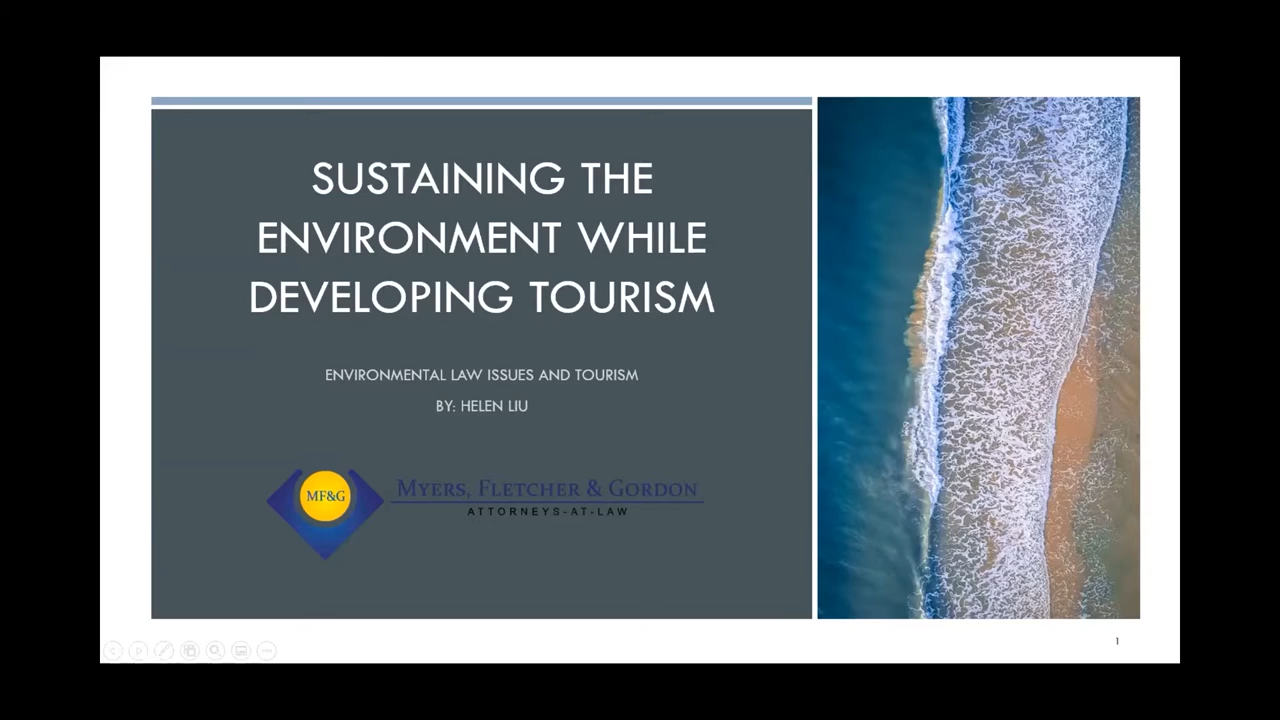 SUSTAINING THE
ENVIRONMENT WHILE
DEVELOPING TOURISM
ENVIRONMENTAL LAW ISSUES AND TOURISM
BY: HELEN LIU
MF&G
MYERS, FLETCHER & GORDON
ATTORNEYS-AT-LAW
1